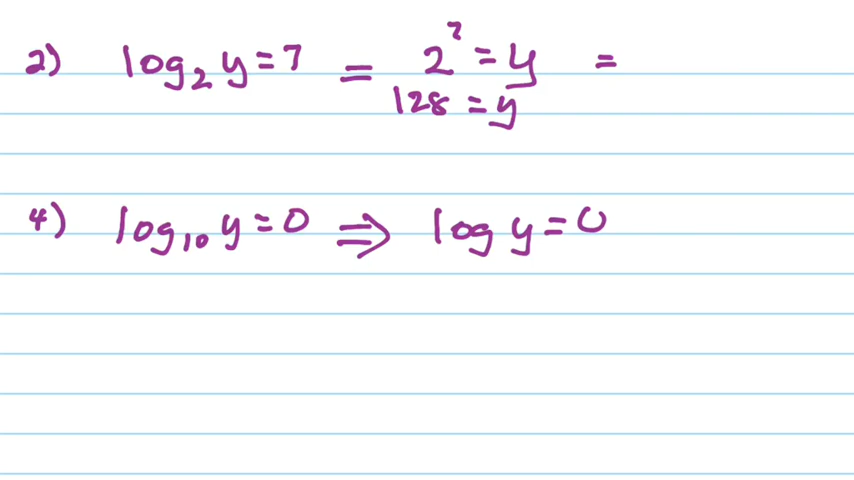 2) log₂ y = 7 = 2⁷ = y =
128 = y
4) log₁₀ y = 0 ⇒ log y = 0